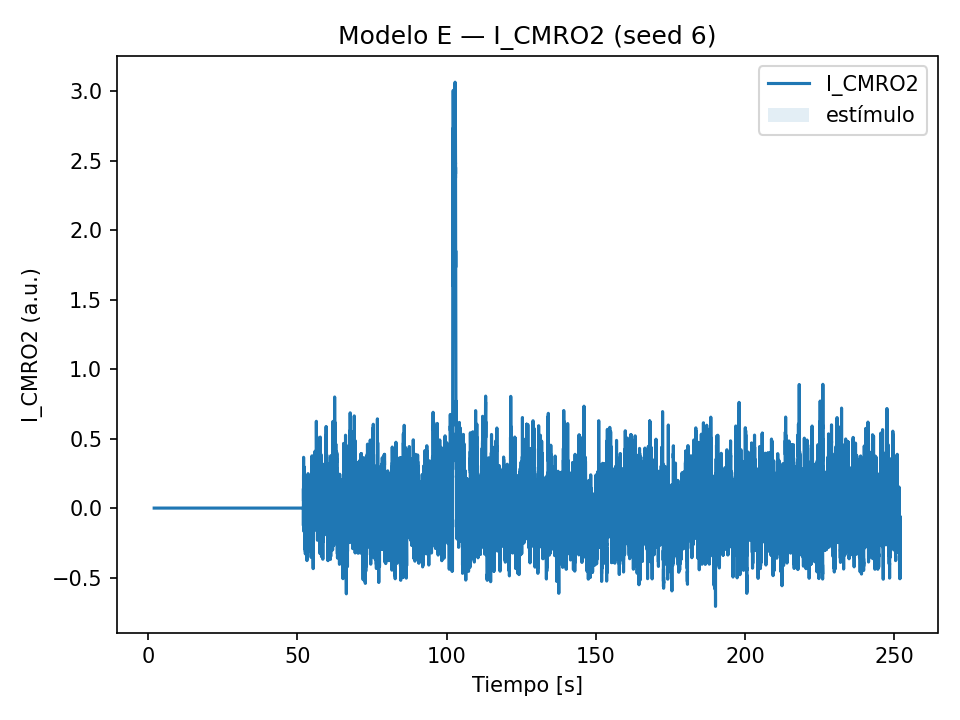 Modelo E — I_CMRO2 (seed 6)
I_CMRO2
estímulo
I_CMRO2 (a.u.)
3.0
2.5
2.0
1.5
1.0
0.5
0.0
−0.5
0 50 100 150 200 250
Tiempo [s]